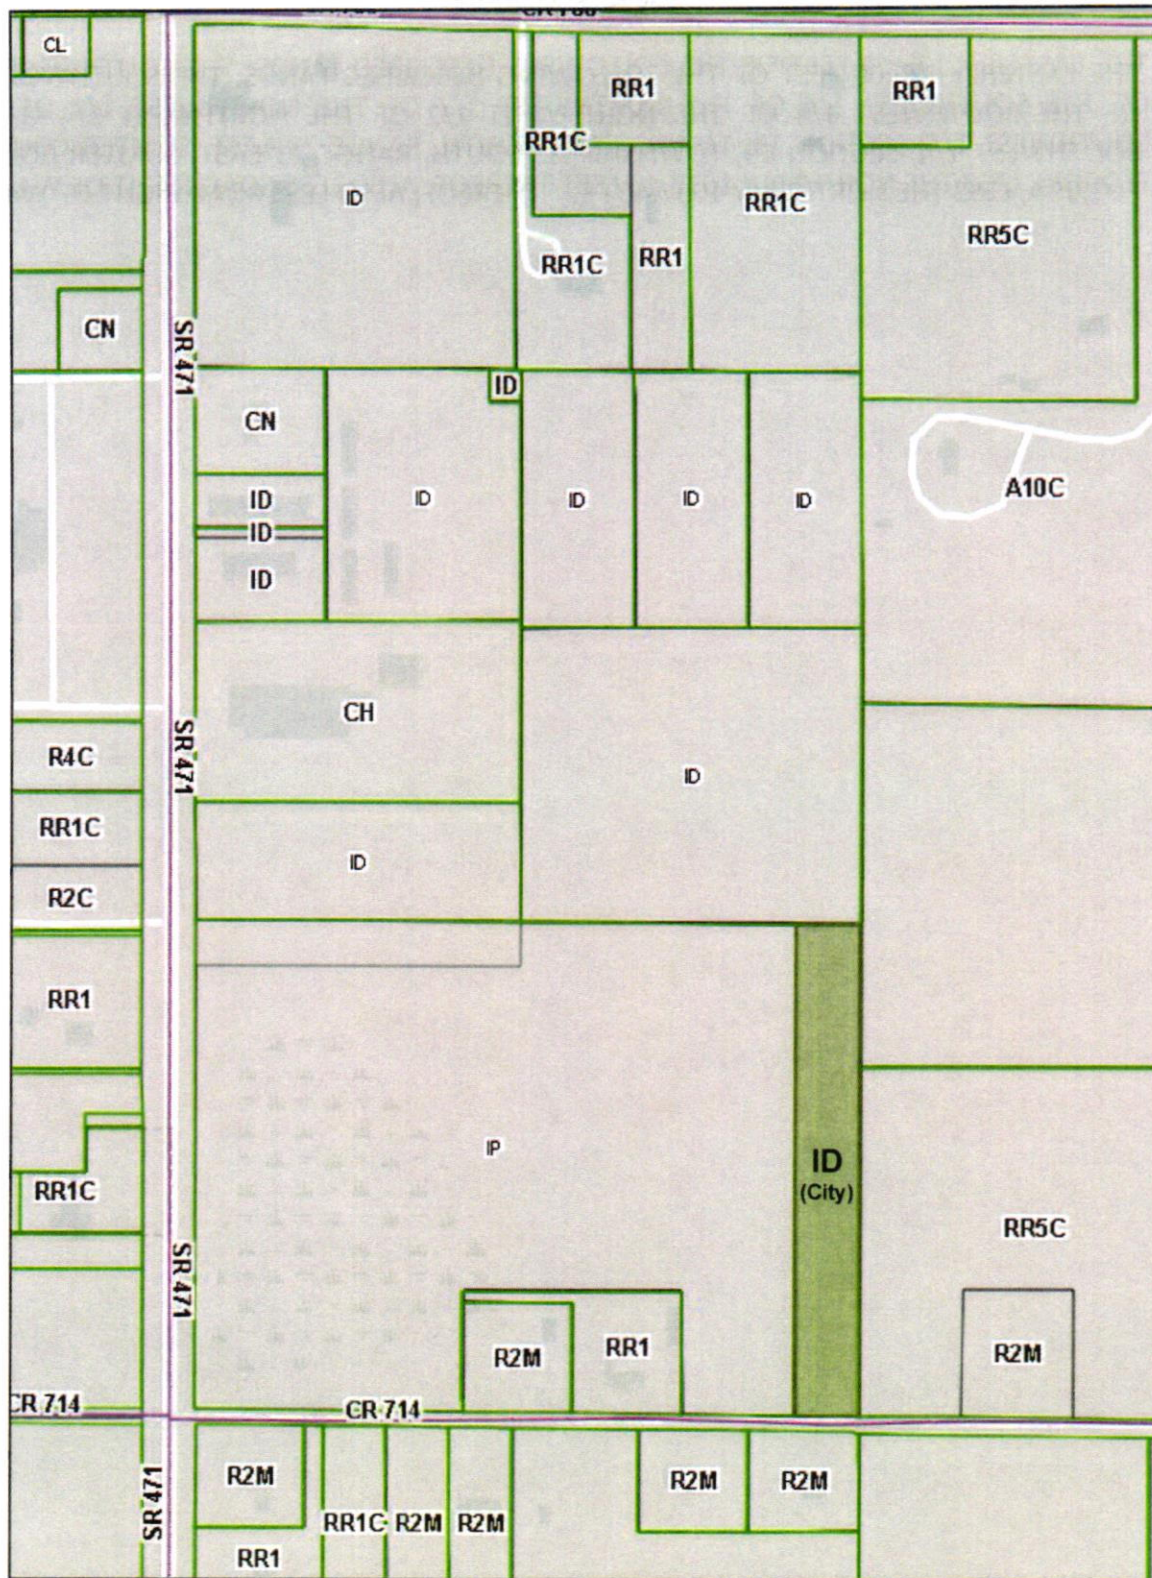 CL
RR1
RR1
RR1C
ID
RR1C
RR5C
RR1C
RR1
CN
SR 471
ID
CN
ID
ID
ID
ID
ID
A10C
ID
ID
CH
R4C
SR 471
ID
RR1C
ID
R2C
RR1
IP
ID
(City)
RR1C
RR5C
SR 471
R2M
RR1
R2M
CR 714
CR 714
R2M
R2M
R2M
SR 471
RR1C
R2M
R2M
RR1